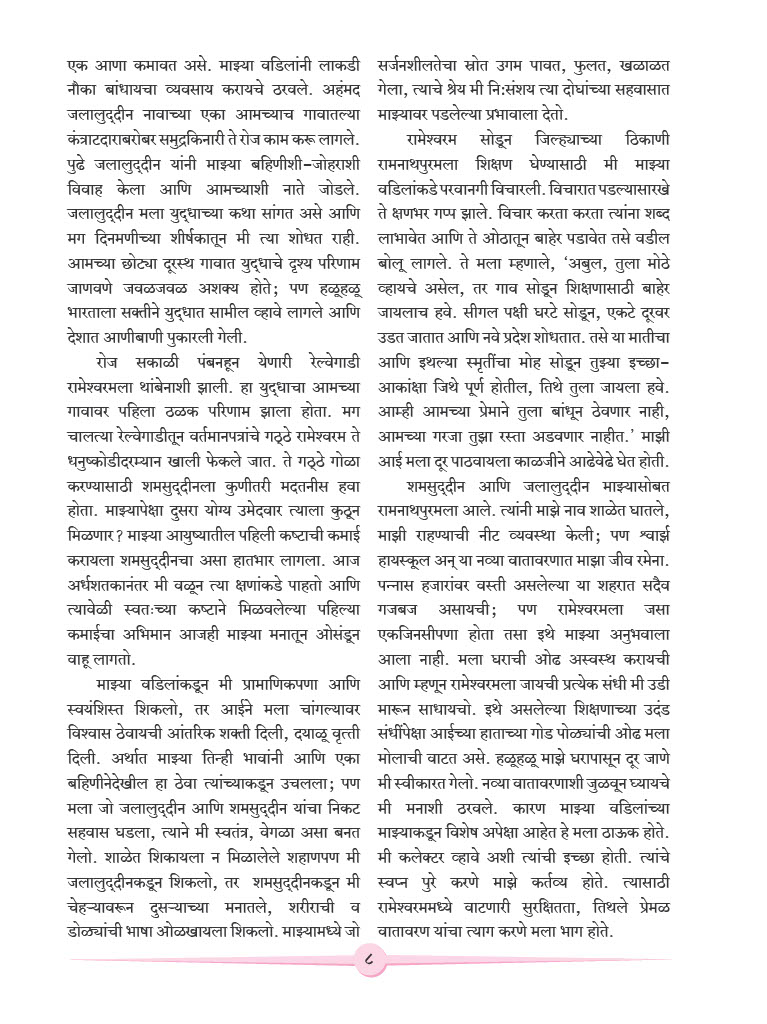 एक आणा कमावत असे. माझ्या वडिलांनी लाकडी
नौका बांधायचा व्यवसाय करायचे ठरवले. अहंमद
जलालुद्दीन नावाच्या एका आमच्याच गावातल्या
कंत्राटदाराबरोबर समुद्रकिनारी ते रोज काम करू लागले.
पुढे जलालुद्दीन यांनी माझ्या बहिणीशी-जोहराशी
विवाह केला आणि आमच्याशी नाते जोडले.
जलालुद्दीन मला युद्धाच्या कथा सांगत असे आणि
मग दिनमणीच्या शीर्षकातून मी त्या शोधत राही.
आमच्या छोट्या दूरस्थ गावात युद्धाचे दृश्य परिणाम
जाणवणे जवळजवळ अशक्य होते; पण हळूहळू
भारताला सक्तीने युद्धात सामील व्हावे लागले आणि
देशात आणीबाणी पुकारली गेली.
रोज सकाळी पंबनहून येणारी रेल्वेगाडी
रामेश्वरमला थांबेनाशी झाली. हा युद्धाचा आमच्या
गावावर पहिला ठळक परिणाम झाला होता. मग
चालत्या रेल्वेगाडीतून वर्तमानपत्रांचे गठ्ठे रामेश्वरम ते
धनुष्कोडीदरम्यान खाली फेकले जात. ते गठ्ठे गोळा
करण्यासाठी शमसुद्दीनला कुणीतरी मदतनीस हवा
होता. माझ्यापेक्षा दुसरा योग्य उमेदवार त्याला कुठून
मिळणार? माझ्या आयुष्यातील पहिली कष्टाची कमाई
करायला शमसुद्दीनचा असा हातभार लागला. आज
अर्धशतकानंतर मी वळून त्या क्षणांकडे पाहतो आणि
त्यावेळी स्वतःच्या कष्टाने मिळवलेल्या पहिल्या
कमाईचा अभिमान आजही माझ्या मनातून ओसंडून
वाहू लागतो.
माझ्या वडिलांकडून मी प्रामाणिकपणा आणि
स्वयंशिस्त शिकलो, तर आईने मला चांगल्यावर
विश्वास ठेवायची आंतरिक शक्ती दिली, दयाळू वृत्ती
दिली. अर्थात माझ्या तिन्ही भावांनी आणि एका
बहिणीनेदेखील हा ठेवा त्यांच्याकडून उचलला; पण
मला जो जलालुद्दीन आणि शमसुद्दीन यांचा निकट
सहवास घडला, त्याने मी स्वतंत्र, वेगळा असा बनत
गेलो. शाळेत शिकायला न मिळालेले शहाणपण मी
जलालुद्दीनकडून शिकलो, तर शमसुद्दीनकडून मी
चेहऱ्यावरून दुसऱ्याच्या मनातले, शरीराची व
डोळ्यांची भाषा ओळखायला शिकलो. माझ्यामध्ये जो
सर्जनशीलतेचा स्रोत उगम पावत, फुलत, खळाळत
गेला, त्याचे श्रेय मी नि:संशय त्या दोघांच्या सहवासात
माझ्यावर पडलेल्या प्रभावाला देतो.
रामेश्वरम सोडून जिल्ह्याच्या ठिकाणी
रामनाथपुरमला शिक्षण घेण्यासाठी मी माझ्या
वडिलांकडे परवानगी विचारली. विचारात पडल्यासारखे
ते क्षणभर गप्प झाले. विचार करता करता त्यांना शब्द
लाभावेत आणि ते ओठातून बाहेर पडावेत तसे वडील
बोलू लागले. ते मला म्हणाले, ‘अबुल, तुला मोठे
व्हायचे असेल, तर गाव सोडून शिक्षणासाठी बाहेर
जायलाच हवे. सीगल पक्षी घरटे सोडून, एकटे दूरवर
उडत जातात आणि नवे प्रदेश शोधतात. तसे या मातीचा
आणि इथल्या स्मृतींचा मोह सोडून तुझ्या इच्छा-
आकांक्षा जिथे पूर्ण होतील, तिथे तुला जायला हवे.
आम्ही आमच्या प्रेमाने तुला बांधून ठेवणार नाही,
आमच्या गरजा तुझा रस्ता अडवणार नाहीत.’ माझी
आई मला दूर पाठवायला काळजीने आढेवेढे घेत होती.
शमसुद्दीन आणि जलालुद्दीन माझ्यासोबत
रामनाथपुरमला आले. त्यांनी माझे नाव शाळेत घातले,
माझी राहण्याची नीट व्यवस्था केली; पण श्वार्झ
हायस्कूल अन् या नव्या वातावरणात माझा जीव रमेना.
पन्नास हजारांवर वस्ती असलेल्या या शहरात सदैव
गजबज असायची; पण रामेश्वरमला जसा
एकजिनसीपणा होता तसा इथे माझ्या अनुभवाला
आला नाही. मला घराची ओढ अस्वस्थ करायची
आणि म्हणून रामेश्वरमला जायची प्रत्येक संधी मी उडी
मारून साधायचो. इथे असलेल्या शिक्षणाच्या उदंड
संधींपेक्षा आईच्या हाताच्या गोड पोळ्यांची ओढ मला
मोलाची वाटत असे. हळूहळू माझे घरापासून दूर जाणे
मी स्वीकारत गेलो. नव्या वातावरणाशी जुळवून घ्यायचे
मी मनाशी ठरवले. कारण माझ्या वडिलांच्या
माझ्याकडून विशेष अपेक्षा आहेत हे मला ठाऊक होते.
मी कलेक्टर व्हावे अशी त्यांची इच्छा होती. त्यांचे
स्वप्न पुरे करणे माझे कर्तव्य होते. त्यासाठी
रामेश्वरममध्ये वाटणारी सुरक्षितता, तिथले प्रेमळ
वातावरण यांचा त्याग करणे मला भाग होते.
८